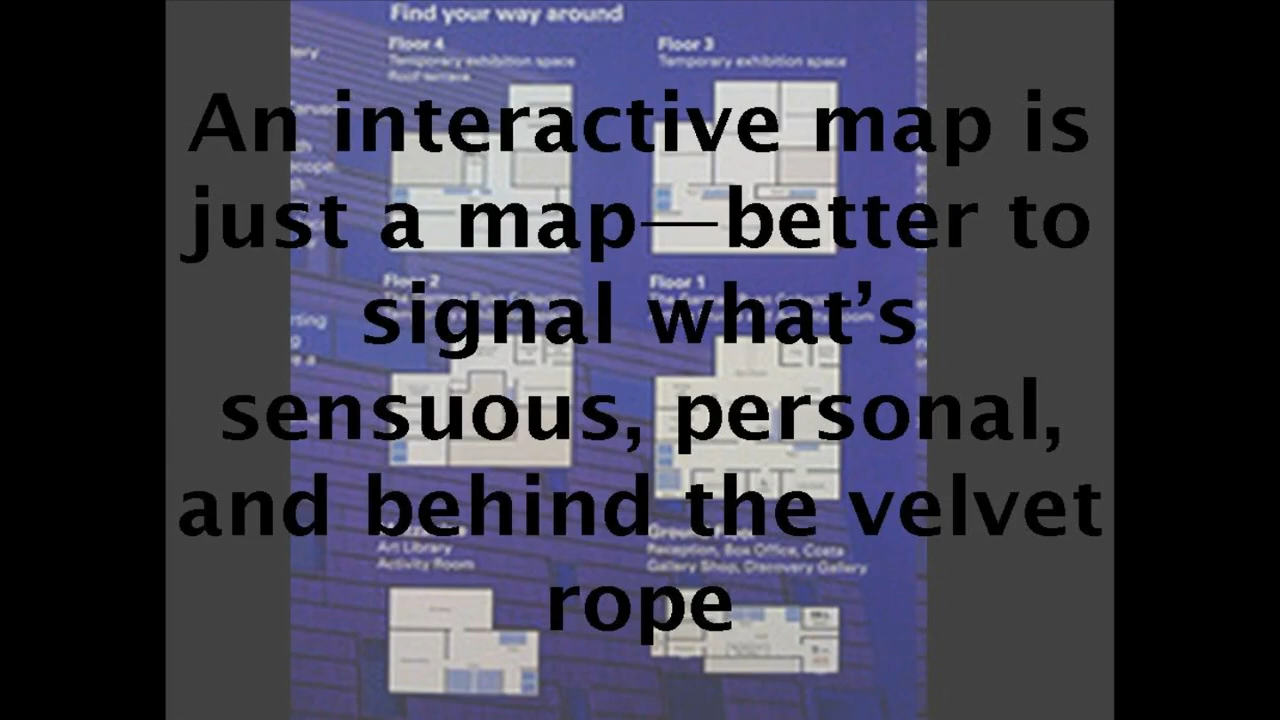 Find your way around
Floor 4
Temporary exhibition space
Roof terrace
Floor 3
Temporary exhibition space
An interactive map is
just a map—better to
signal what’s
sensuous, personal,
and behind the velvet
rope
Floor 2
Floor 1
Art Library
Activity Room
Reception, Box Office, Costa
Gallery Shop, Discovery Gallery